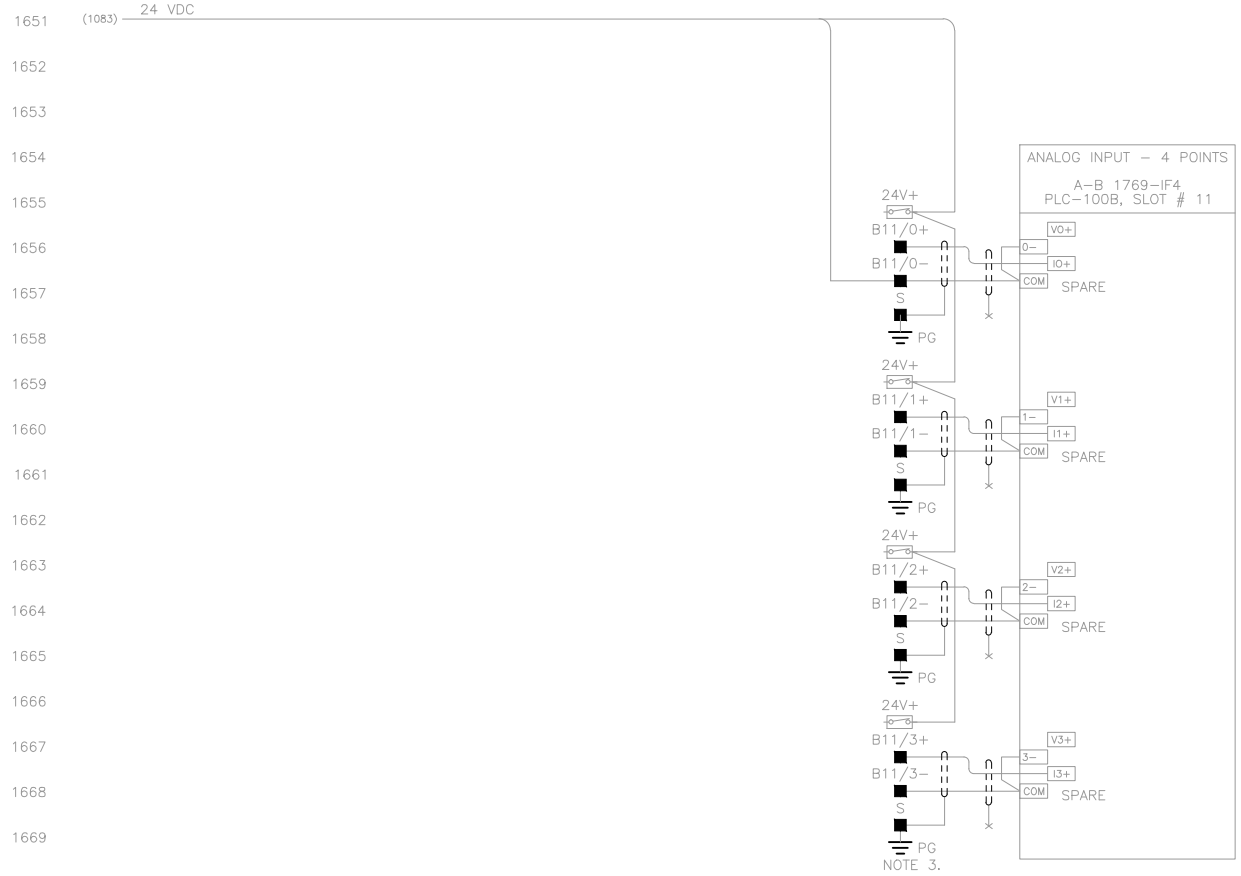 1651 (1083) 24 VDC
1652
1653
1654
ANALOG INPUT – 4 POINTS
A-B 1769-IF4
PLC-100B, SLOT # 11
1655
24V+
B11/0+
V0+
1656
0-
B11/0-
I0+
COM
SPARE
1657
S
1658
PG
24V+
1659
B11/1+
V1+
1-
1660
B11/1-
I1+
COM
SPARE
1661
S
PG
1662
24V+
1663
B11/2+
V2+
2-
1664
B11/2-
I2+
COM
SPARE
S
1665
PG
1666
24V+
1667
B11/3+
V3+
3-
B11/3-
I3+
1668
COM
SPARE
S
1669
PG
NOTE 3.